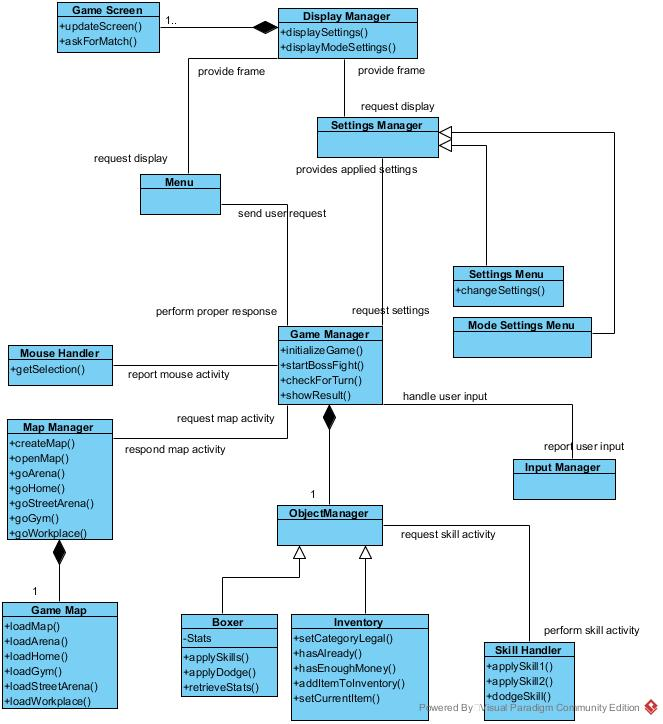 Game Screen
+updateScreen()
+askForMatch()
1..
Display Manager
+displaySettings()
+displayModeSettings()
provide frame
provide frame
request display
Settings Manager
request display
provides applied settings
Menu
send user request
Settings Menu
+changeSettings()
perform proper response
request settings
Mode Settings Menu
Game Manager
+initializeGame()
+startBossFight()
+checkForTurn()
+showResult()
Mouse Handler
+getSelection()
report mouse activity
handle user input
request map activity
Map Manager
+createMap()
+openMap()
+goArena()
+goHome()
+goStreetArena()
+goGym()
+goWorkplace()
respond map activity
report user input
Input Manager
1
ObjectManager
request skill activity
1
Game Map
+loadMap()
+loadArena()
+loadHome()
+loadGym()
+loadStreetArena()
+loadWorkplace()
Boxer
-Stats
+applySkills()
+applyDodge()
+retrieveStats()
Inventory
+setCategoryLegal()
+hasAlready()
+hasEnoughMoney()
+addItemToInventory()
+setCurrentItem()
perform skill activity
Skill Handler
+applySkill1()
+applySkill2()
+dodgeSkill()
Powered By Visual Paradigm Community Edition